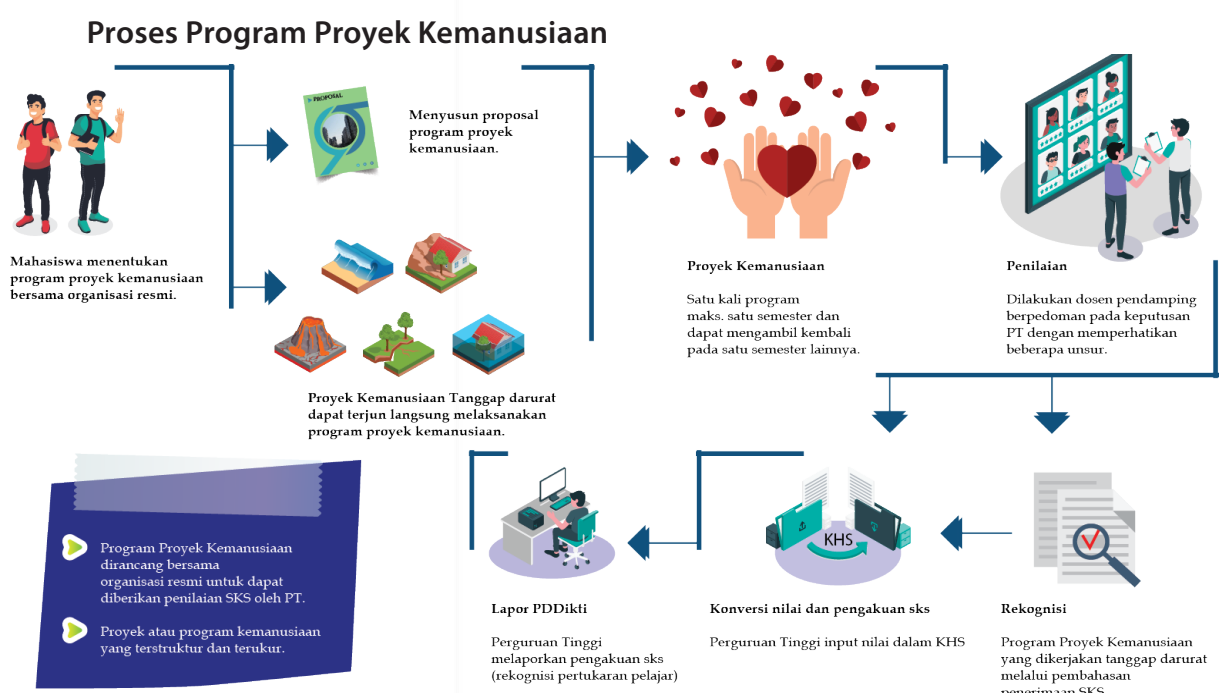 Proses Program Proyek Kemanusiaan
Mahasiswa menentukan
program proyek kemanusiaan
bersama organisasi resmi.
PROPOSAL
Menyusun proposal
program proyek
kemanusiaan.
Proyek Kemanusiaan Tanggap darurat
dapat terjun langsung melaksanakan
program proyek kemanusiaan.
Proyek Kemanusiaan
Satu kali program
maks. satu semester dan
dapat mengambil kembali
pada satu semester lainnya.
Penilaian
Dilakukan dosen pendamping
berpedoman pada keputusan
PT dengan memperhatikan
beberapa unsur.
Rekognisi
Program Proyek Kemanusiaan
yang dikerjakan tanggap darurat
melalui pembahasan
penerimaan SKS
KHS
Konversi nilai dan pengakuan sks
Perguruan Tinggi input nilai dalam KHS
Lapor PDDikti
Perguruan Tinggi
melaporkan pengakuan sks
(rekognisi pertukaran pelajar)
Program Proyek Kemanusiaan
dirancang bersama
organisasi resmi untuk dapat
diberikan penilaian SKS oleh PT.
Proyek atau program kemanusiaan
yang terstruktur dan terukur.